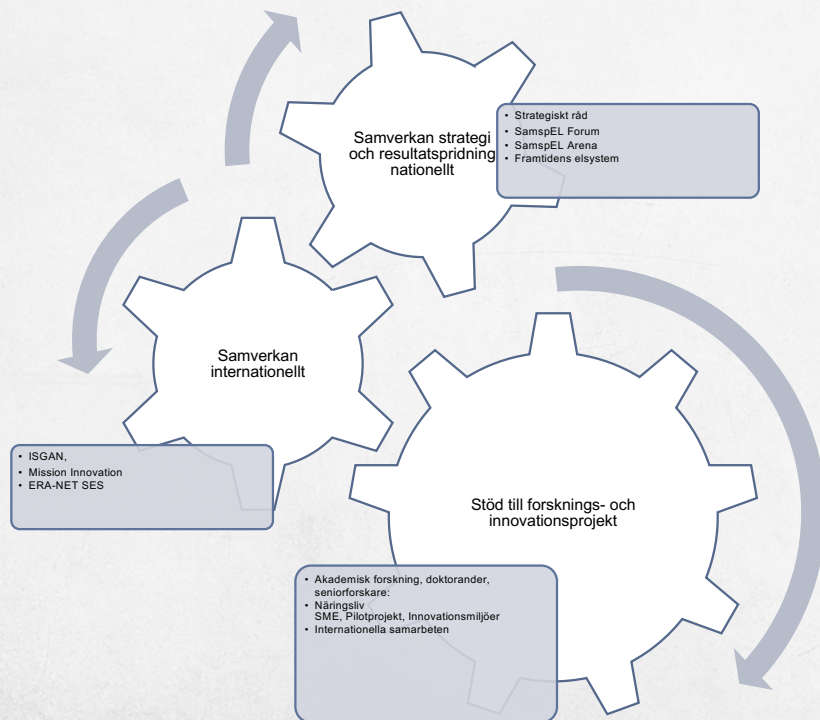 Samverkan strategi
och resultatspridning
nationellt
• Strategiskt råd
• SamspEL Forum
• SamspEL Arena
• Framtidens elsystem
Samverkan
internationellt
• ISGAN,
• Mission Innovation
• ERA-NET SES
Stöd till forsknings- och
innovationsprojekt
• Akademisk forskning, doktorander,
seniorforskare:
• Näringsliv
SME, Pilotprojekt, Innovationsmiljöer
• Internationella samarbeten